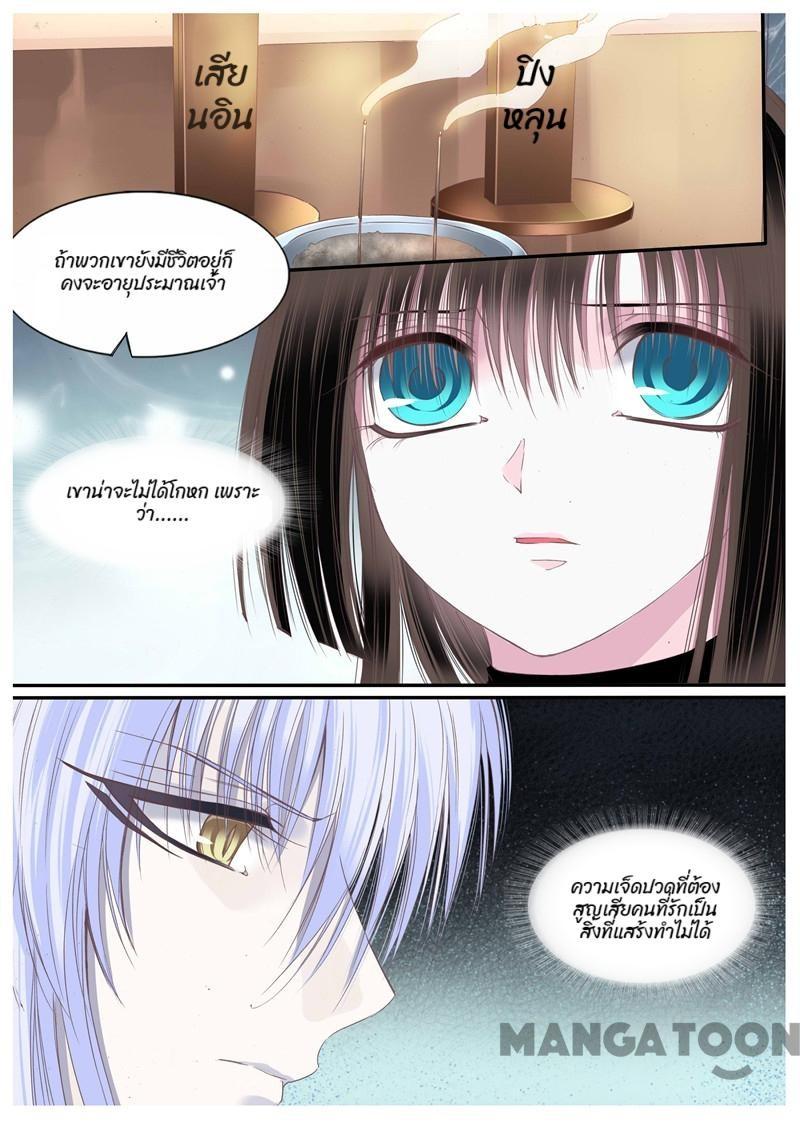 เสีย
นอิน
ปิง
หลุน
ถ้าพวกเขายังมีชีวิตอยู่ก็
คงจะอายุประมาณเจ้า
เขาน่าจะไม่ได้โกหก เพราะ
ว่า......
ความเจ็ดปวดที่ต้อง
สูญเสียคนที่รักเป็น
สิ่งที่แสร้งทำไม่ได้
MANGATOON